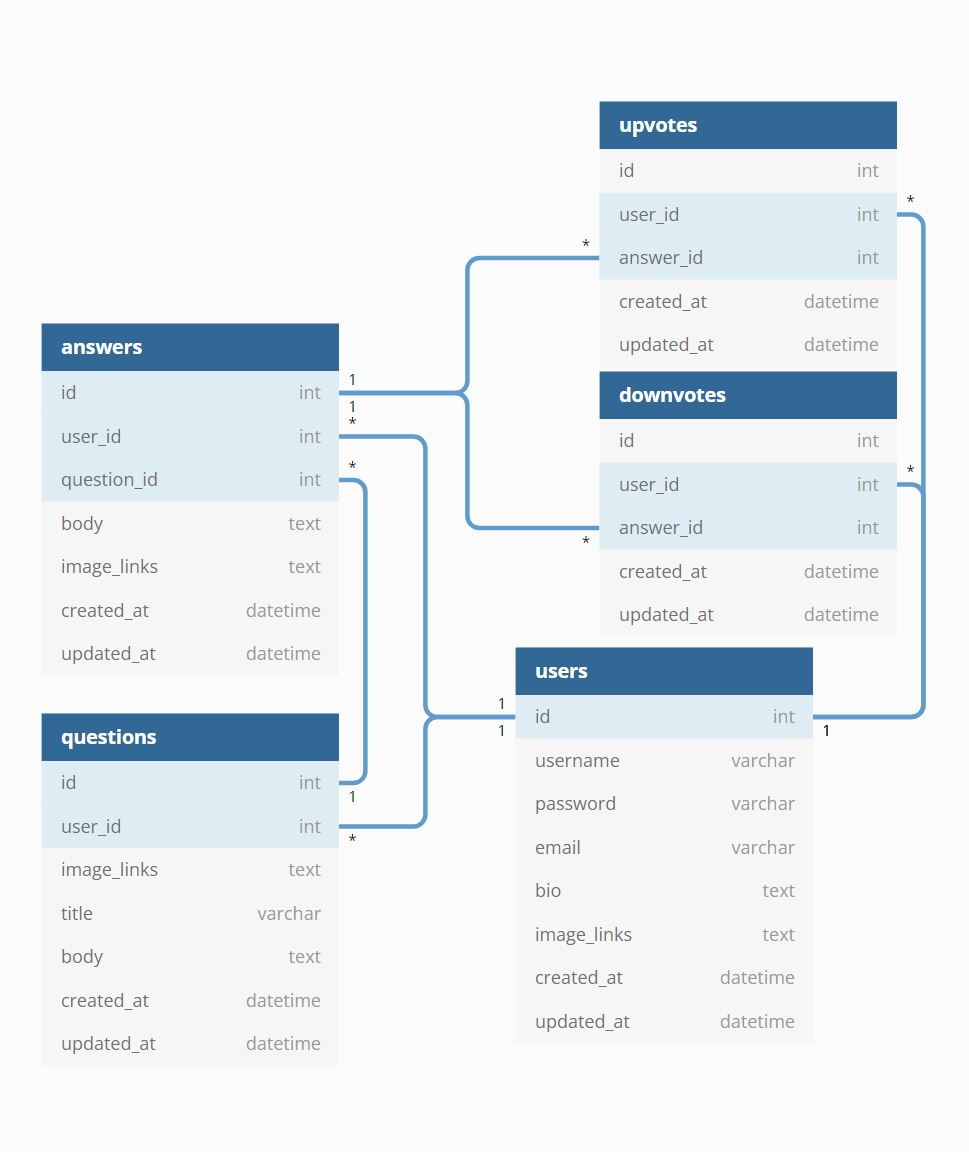 upvotes
id int
user_id int
*
answer_id int
*
created_at datetime
updated_at datetime
answers
id int
1
1
user_id int
*
question_id int
*
body text
image_links text
created_at datetime
updated_at datetime
downvotes
id int
user_id int
*
answer_id int
*
created_at datetime
updated_at datetime
users
id int
1
1
1
username varchar
password varchar
email varchar
bio text
image_links text
created_at datetime
updated_at datetime
questions
id int
1
user_id int
*
image_links text
title varchar
body text
created_at datetime
updated_at datetime